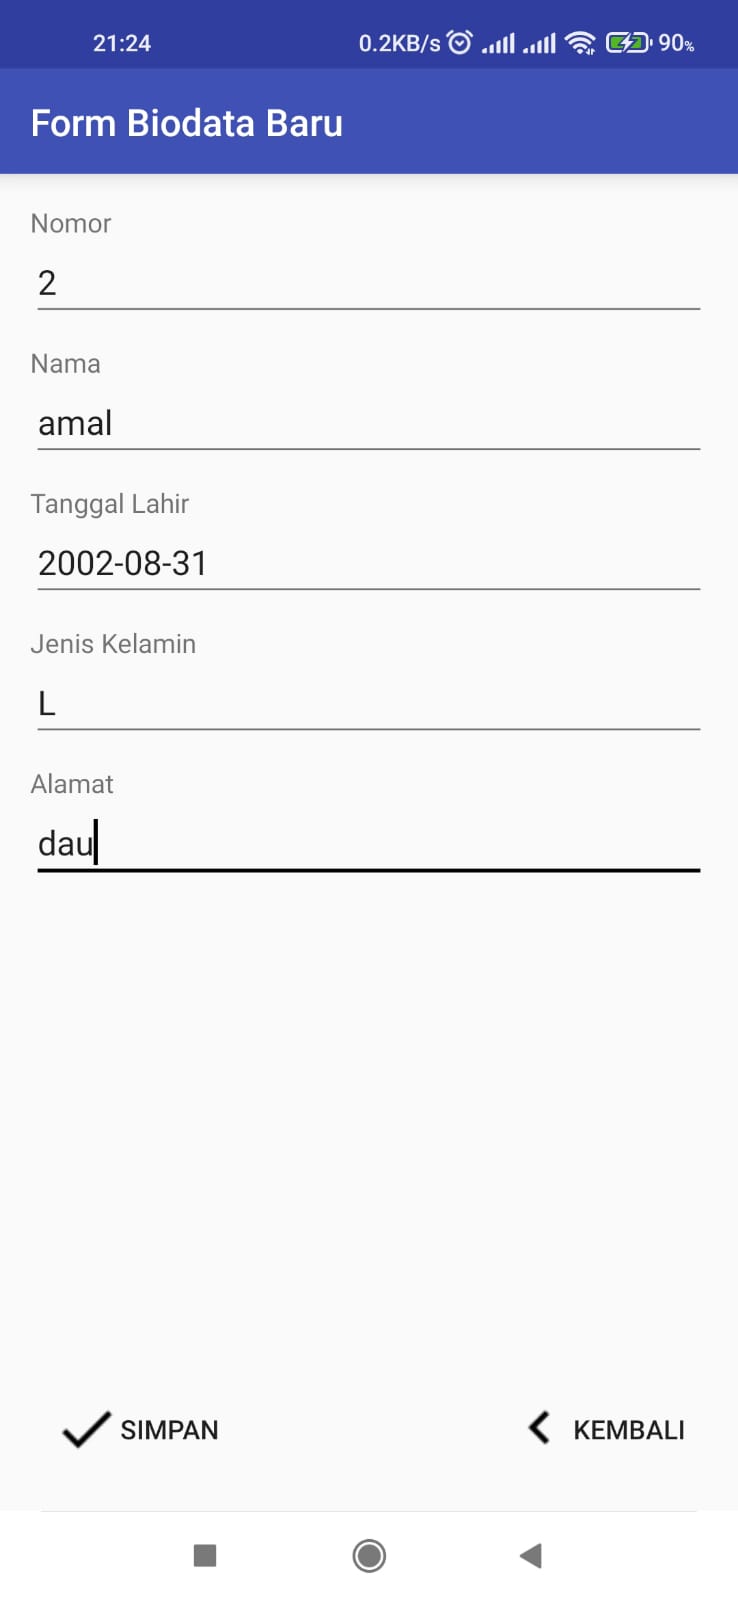 21:24 0.2KB/s 90%
Form Biodata Baru
Nomor
2
Nama
amal
Tanggal Lahir
2002-08-31
Jenis Kelamin
L
Alamat
dau
SIMPAN KEMBALI